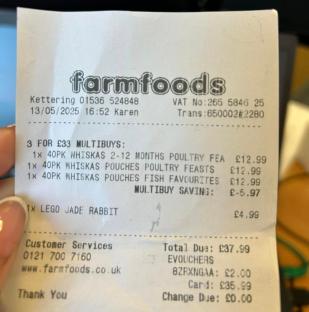 farmfoods
Kettering 01536 524848 VAT No:265 5846 25
13/05/2025 16:52 Karen Trans:650002#2280
3 FOR £33 MULTIBUYS:
1x 40PK WHISKAS 2-12 MONTHS POULTRY FEA £12.99
1x 40PK WHISKAS POUCHES POULTRY FEASTS £12.99
1x 40PK WHISKAS POUCHES FISH FAVOURITES £12.99
MULTIBUY SAVING: £-5.97
1x LEGO JADE RABBIT £4.99
Customer Services Total Due: £37.99
0121 700 7160 EVOUCHERS
www.farmfoods.co.uk £2.00
Card: £35.99
Thank You Change Due: £0.00